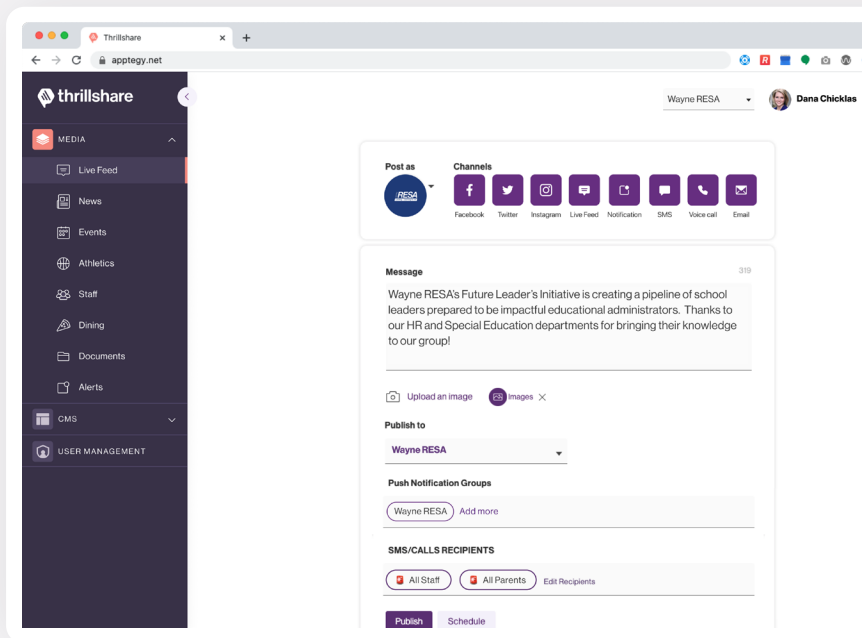 Thrillshare
apptegy.net
thrillshare
Wayne RESA
Dana Chicklas
MEDIA
Live Feed
News
Events
Athletics
Staff
Dining
Documents
Alerts
CMS
USER MANAGEMENT
Post as
Channels
RESA
Facebook
Twitter
Instagram
Live Feed
Notification
SMS
Voice call
Email
Message
319
Wayne RESA's Future Leader's Initiative is creating a pipeline of school
leaders prepared to be impactful educational administrators.  Thanks to
our HR and Special Education departments for bringing their knowledge
to our group!
Upload an image
Images
Publish to
Wayne RESA
Push Notification Groups
Wayne RESA
Add more
SMS/CALLS RECIPIENTS
All Staff
All Parents
Edit Recipients
Publish
Schedule